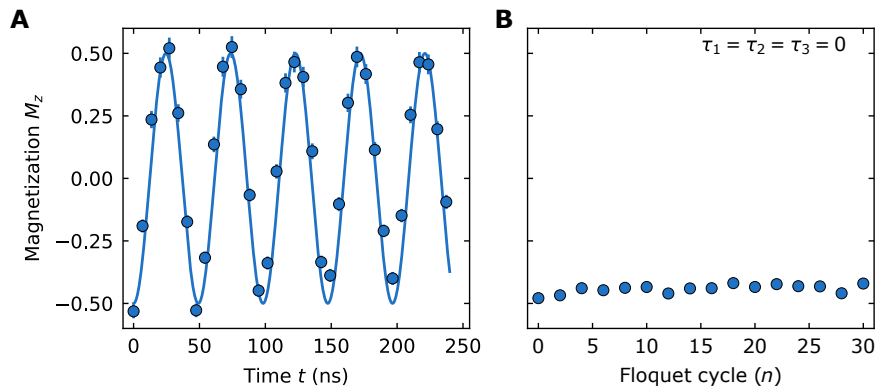 A
B
τ₁ = τ₂ = τ₃ = 0
Magnetization M_z
0.50
0.25
0.00
−0.25
−0.50
0 50 100 150 200 250
0 5 10 15 20 25 30
Time t (ns)
Floquet cycle (n)